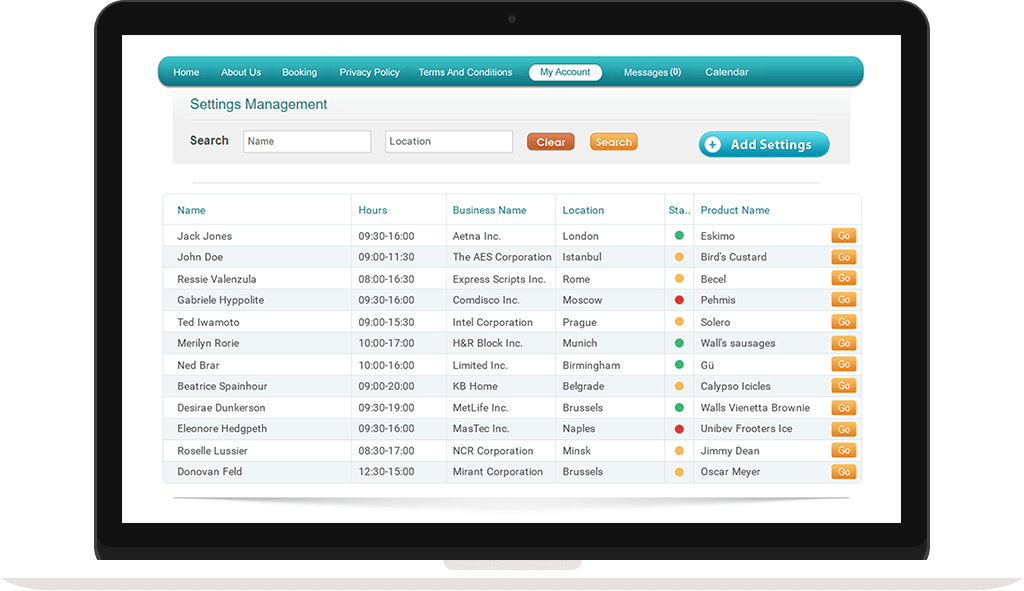 Home About Us Booking Privacy Policy Terms And Conditions My Account Messages (0) Calendar
Settings Management
Search Name Location Clear Search + Add Settings
Name Hours Business Name Location Sta.. Product Name
Jack Jones 09:30-16:00 Aetna Inc. London Eskimo Go
John Doe 09:00-11:30 The AES Corporation Istanbul Bird's Custard Go
Ressie Valenzula 08:00-16:30 Express Scripts Inc. Rome Becel Go
Gabriele Hyppolite 09:30-16:00 Comdisco Inc. Moscow Pehmis Go
Ted Iwamoto 09:00-15:30 Intel Corporation Prague Solero Go
Merilyn Rorie 10:00-17:00 H&R Block Inc. Munich Wall's sausages Go
Ned Brar 10:00-16:00 Limited Inc. Birmingham Gü Go
Beatrice Spainhour 09:00-20:00 KB Home Belgrade Calypso Icicles Go
Desirae Dunkerson 09:30-19:00 MetLife Inc. Brussels Walls Vienetta Brownie Go
Eleonore Hedgpeth 09:30-16:00 MasTec Inc. Naples Unibev Frooters Ice Go
Roselle Lussier 08:30-17:00 NCR Corporation Minsk Jimmy Dean Go
Donovan Feld 12:30-15:00 Mirant Corporation Brussels Oscar Meyer Go